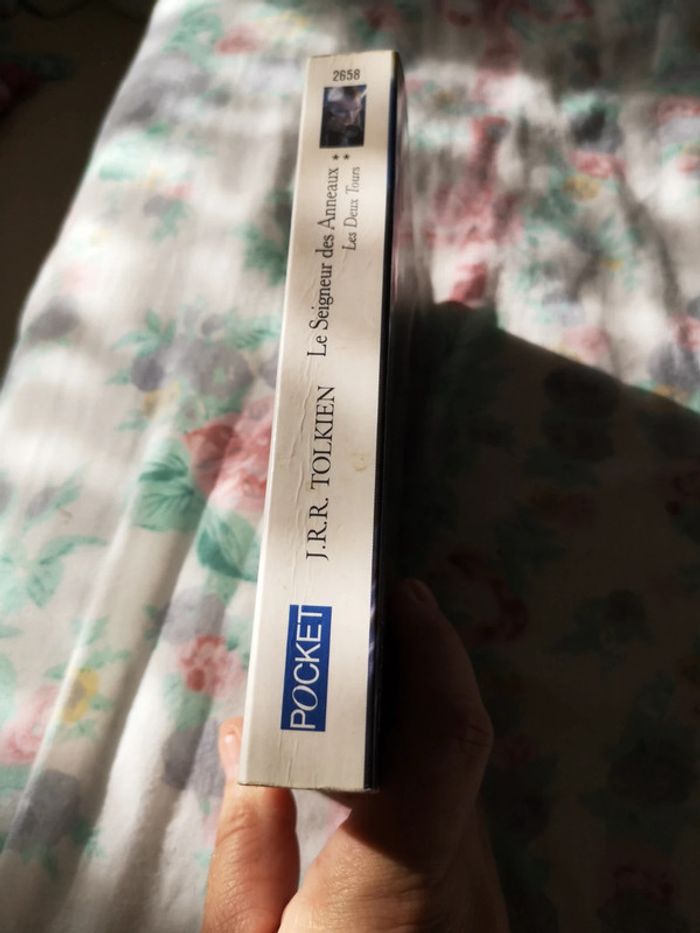 2658
Le Seigneur des Anneaux **
Les Deux Tours
J.R.R. TOLKIEN
POCKET